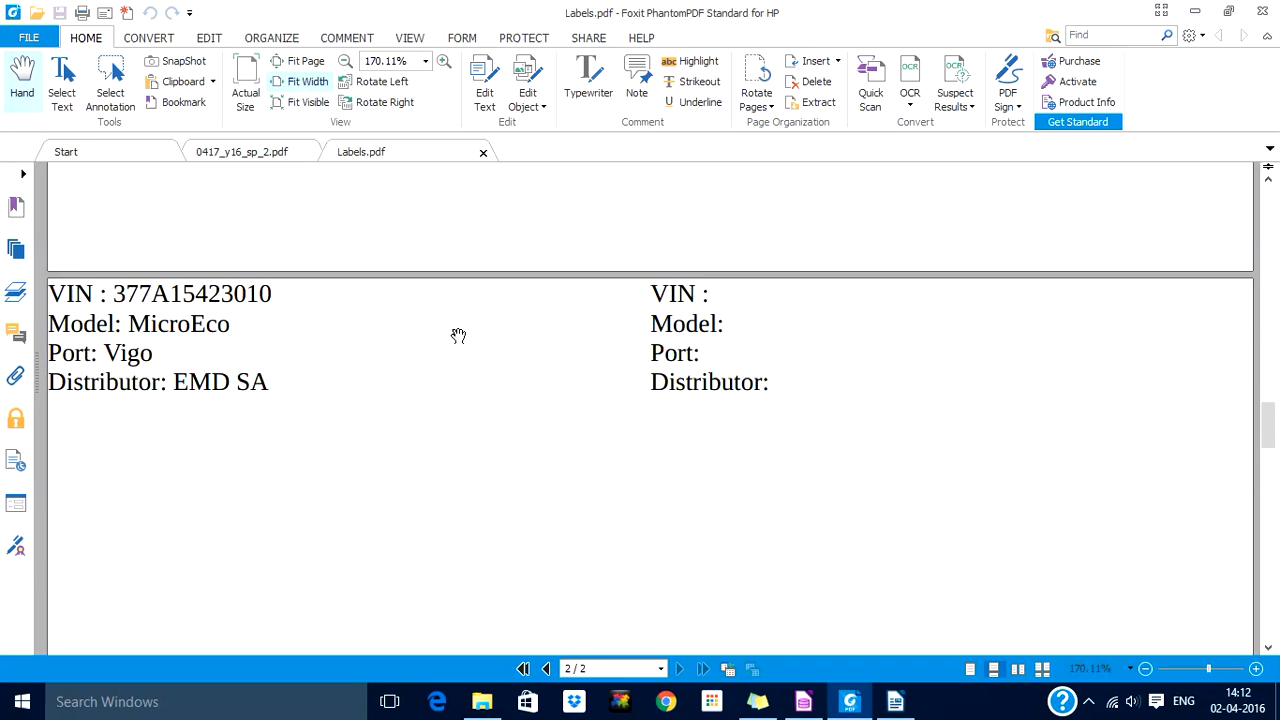 Labels.pdf - Foxit PhantomPDF Standard for HP
FILE HOME CONVERT EDIT ORGANIZE COMMENT VIEW FORM PROTECT SHARE HELP Find
Hand
Select Text
Select Annotation
SnapShot
Clipboard
Bookmark
Tools
Actual Size
Fit Page
Fit Width
Fit Visible
170.11%
Rotate Left
Rotate Right
View
Edit Text
Edit Object
Edit
Typewriter
Note
Highlight
Strikeout
Underline
Comment
Rotate Pages
Insert
Delete
Extract
Page Organization
Quick Scan
OCR
Suspect Results
Convert
PDF Sign
Protect
Purchase
Activate
Product Info
Get Standard
Start 0417_y16_sp_2.pdf Labels.pdf
VIN : 377A15423010
Model: MicroEco
Port: Vigo
Distributor: EMD SA
VIN :
Model:
Port:
Distributor:
2 / 2 170.11%
Search Windows
ENG
14:12
02-04-2016